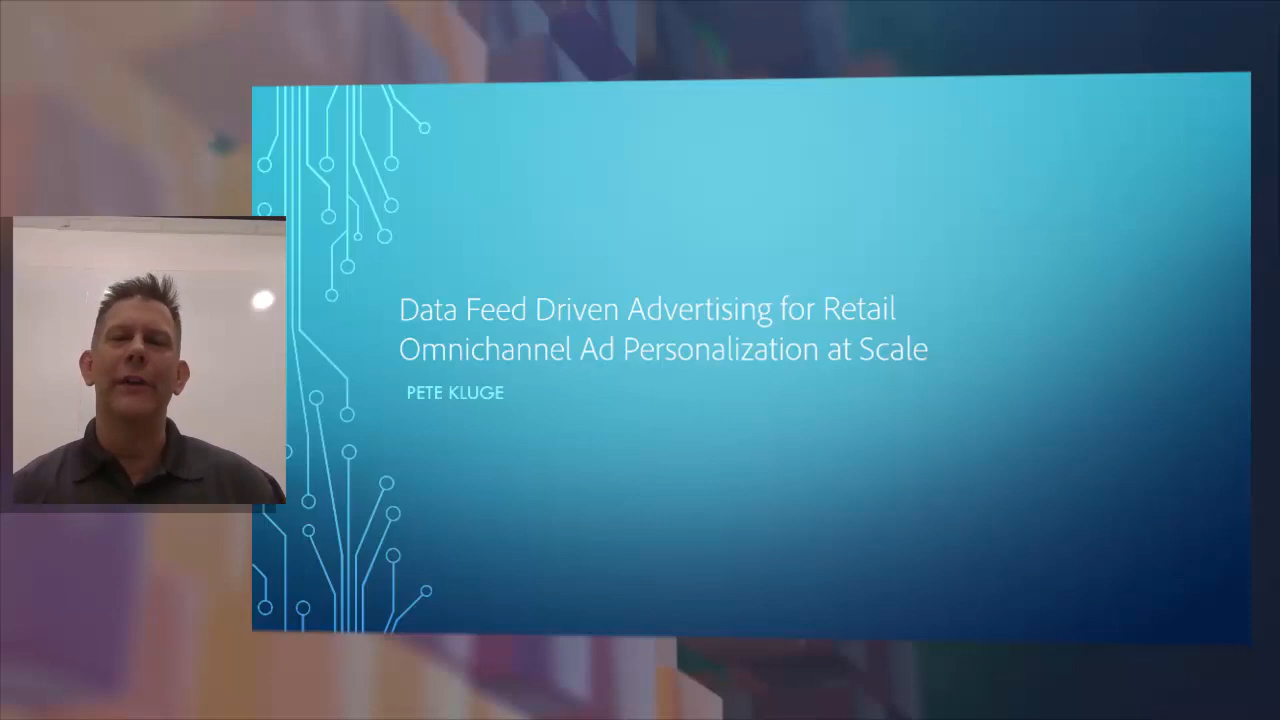 Data Feed Driven Advertising for Retail
Omnichannel Ad Personalization at Scale
PETE KLUGE